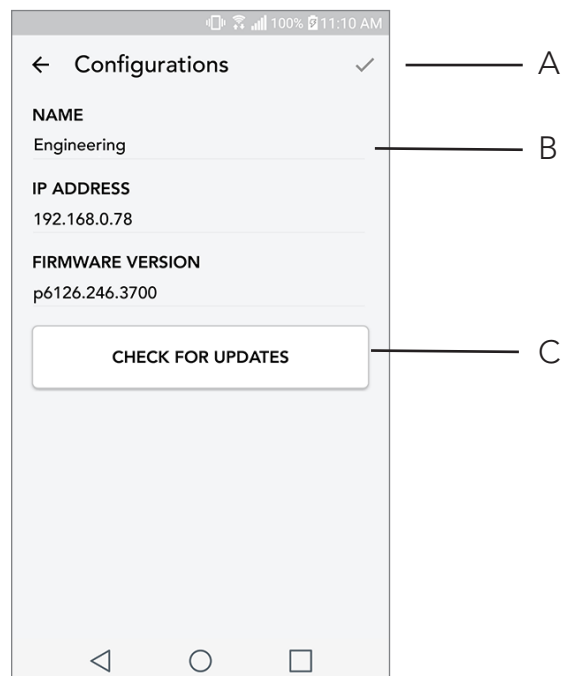 100% 11:10 AM
Configurations
A
NAME
Engineering
B
IP ADDRESS
192.168.0.78
FIRMWARE VERSION
p6126.246.3700
CHECK FOR UPDATES
C